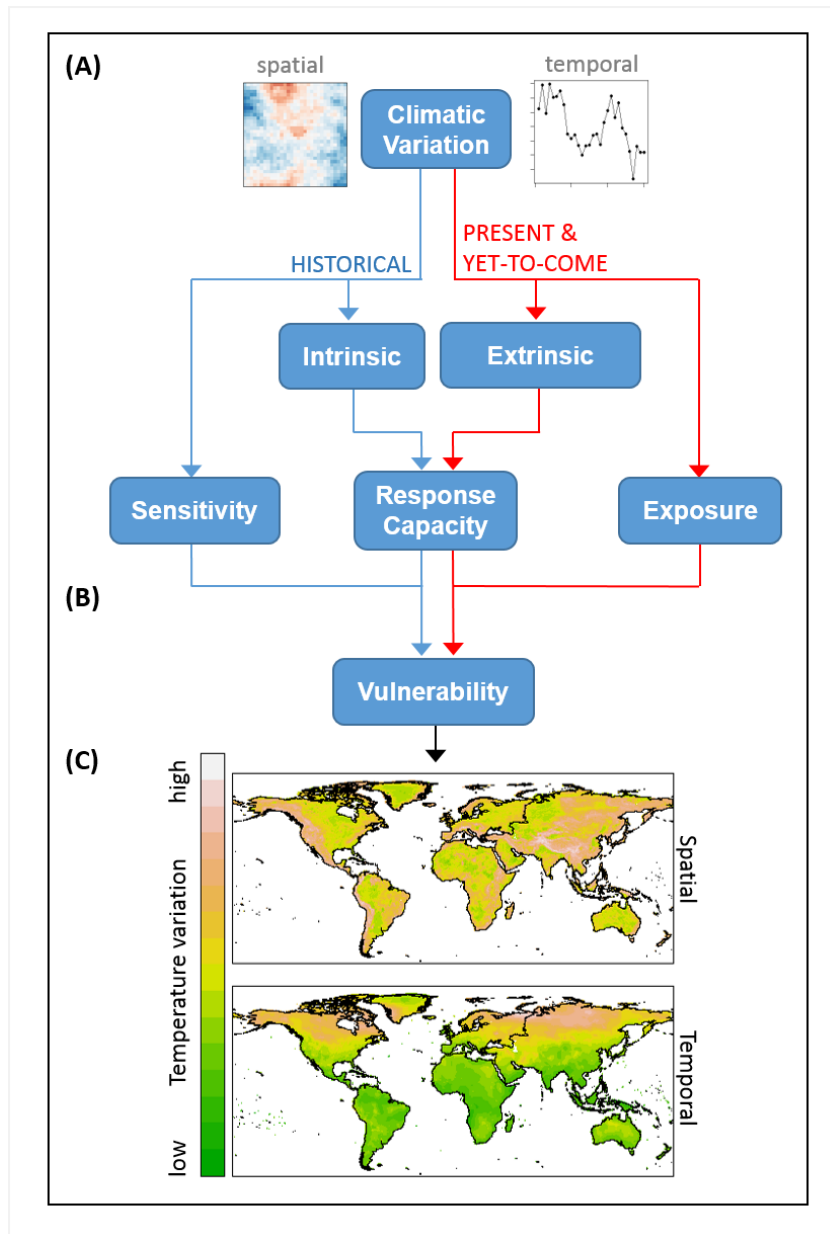 (A)
spatial
temporal
Climatic
Variation
HISTORICAL
PRESENT &
YET-TO-COME
Intrinsic
Extrinsic
Sensitivity
Response
Capacity
Exposure
(B)
Vulnerability
(C)
high
Temperature variation
low
Spatial
Temporal